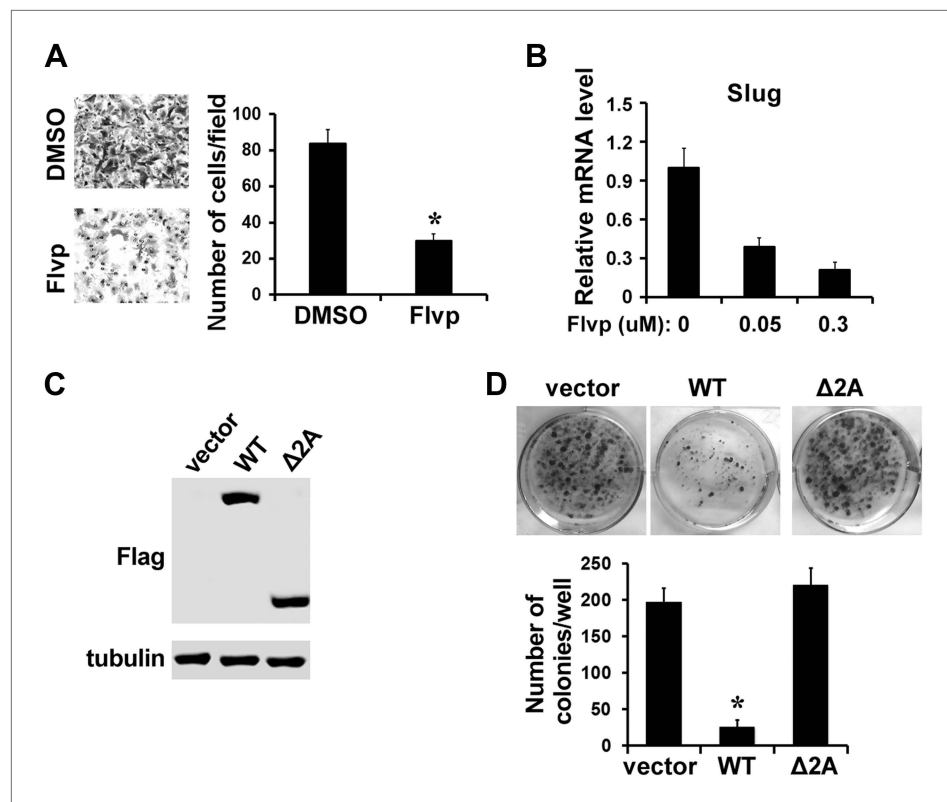 A
DMSO
Flvp
Number of cells/field
100
80
60
40
20
0
*
DMSO Flvp
B
Slug
Relative mRNA level
1.5
1.2
0.9
0.6
0.3
0
Flvp (uM): 0 0.05 0.3
C
vector WT Δ2A
Flag
tubulin
D
vector WT Δ2A
Number of
colonies/well
250
200
150
100
50
0
*
vector WT Δ2A